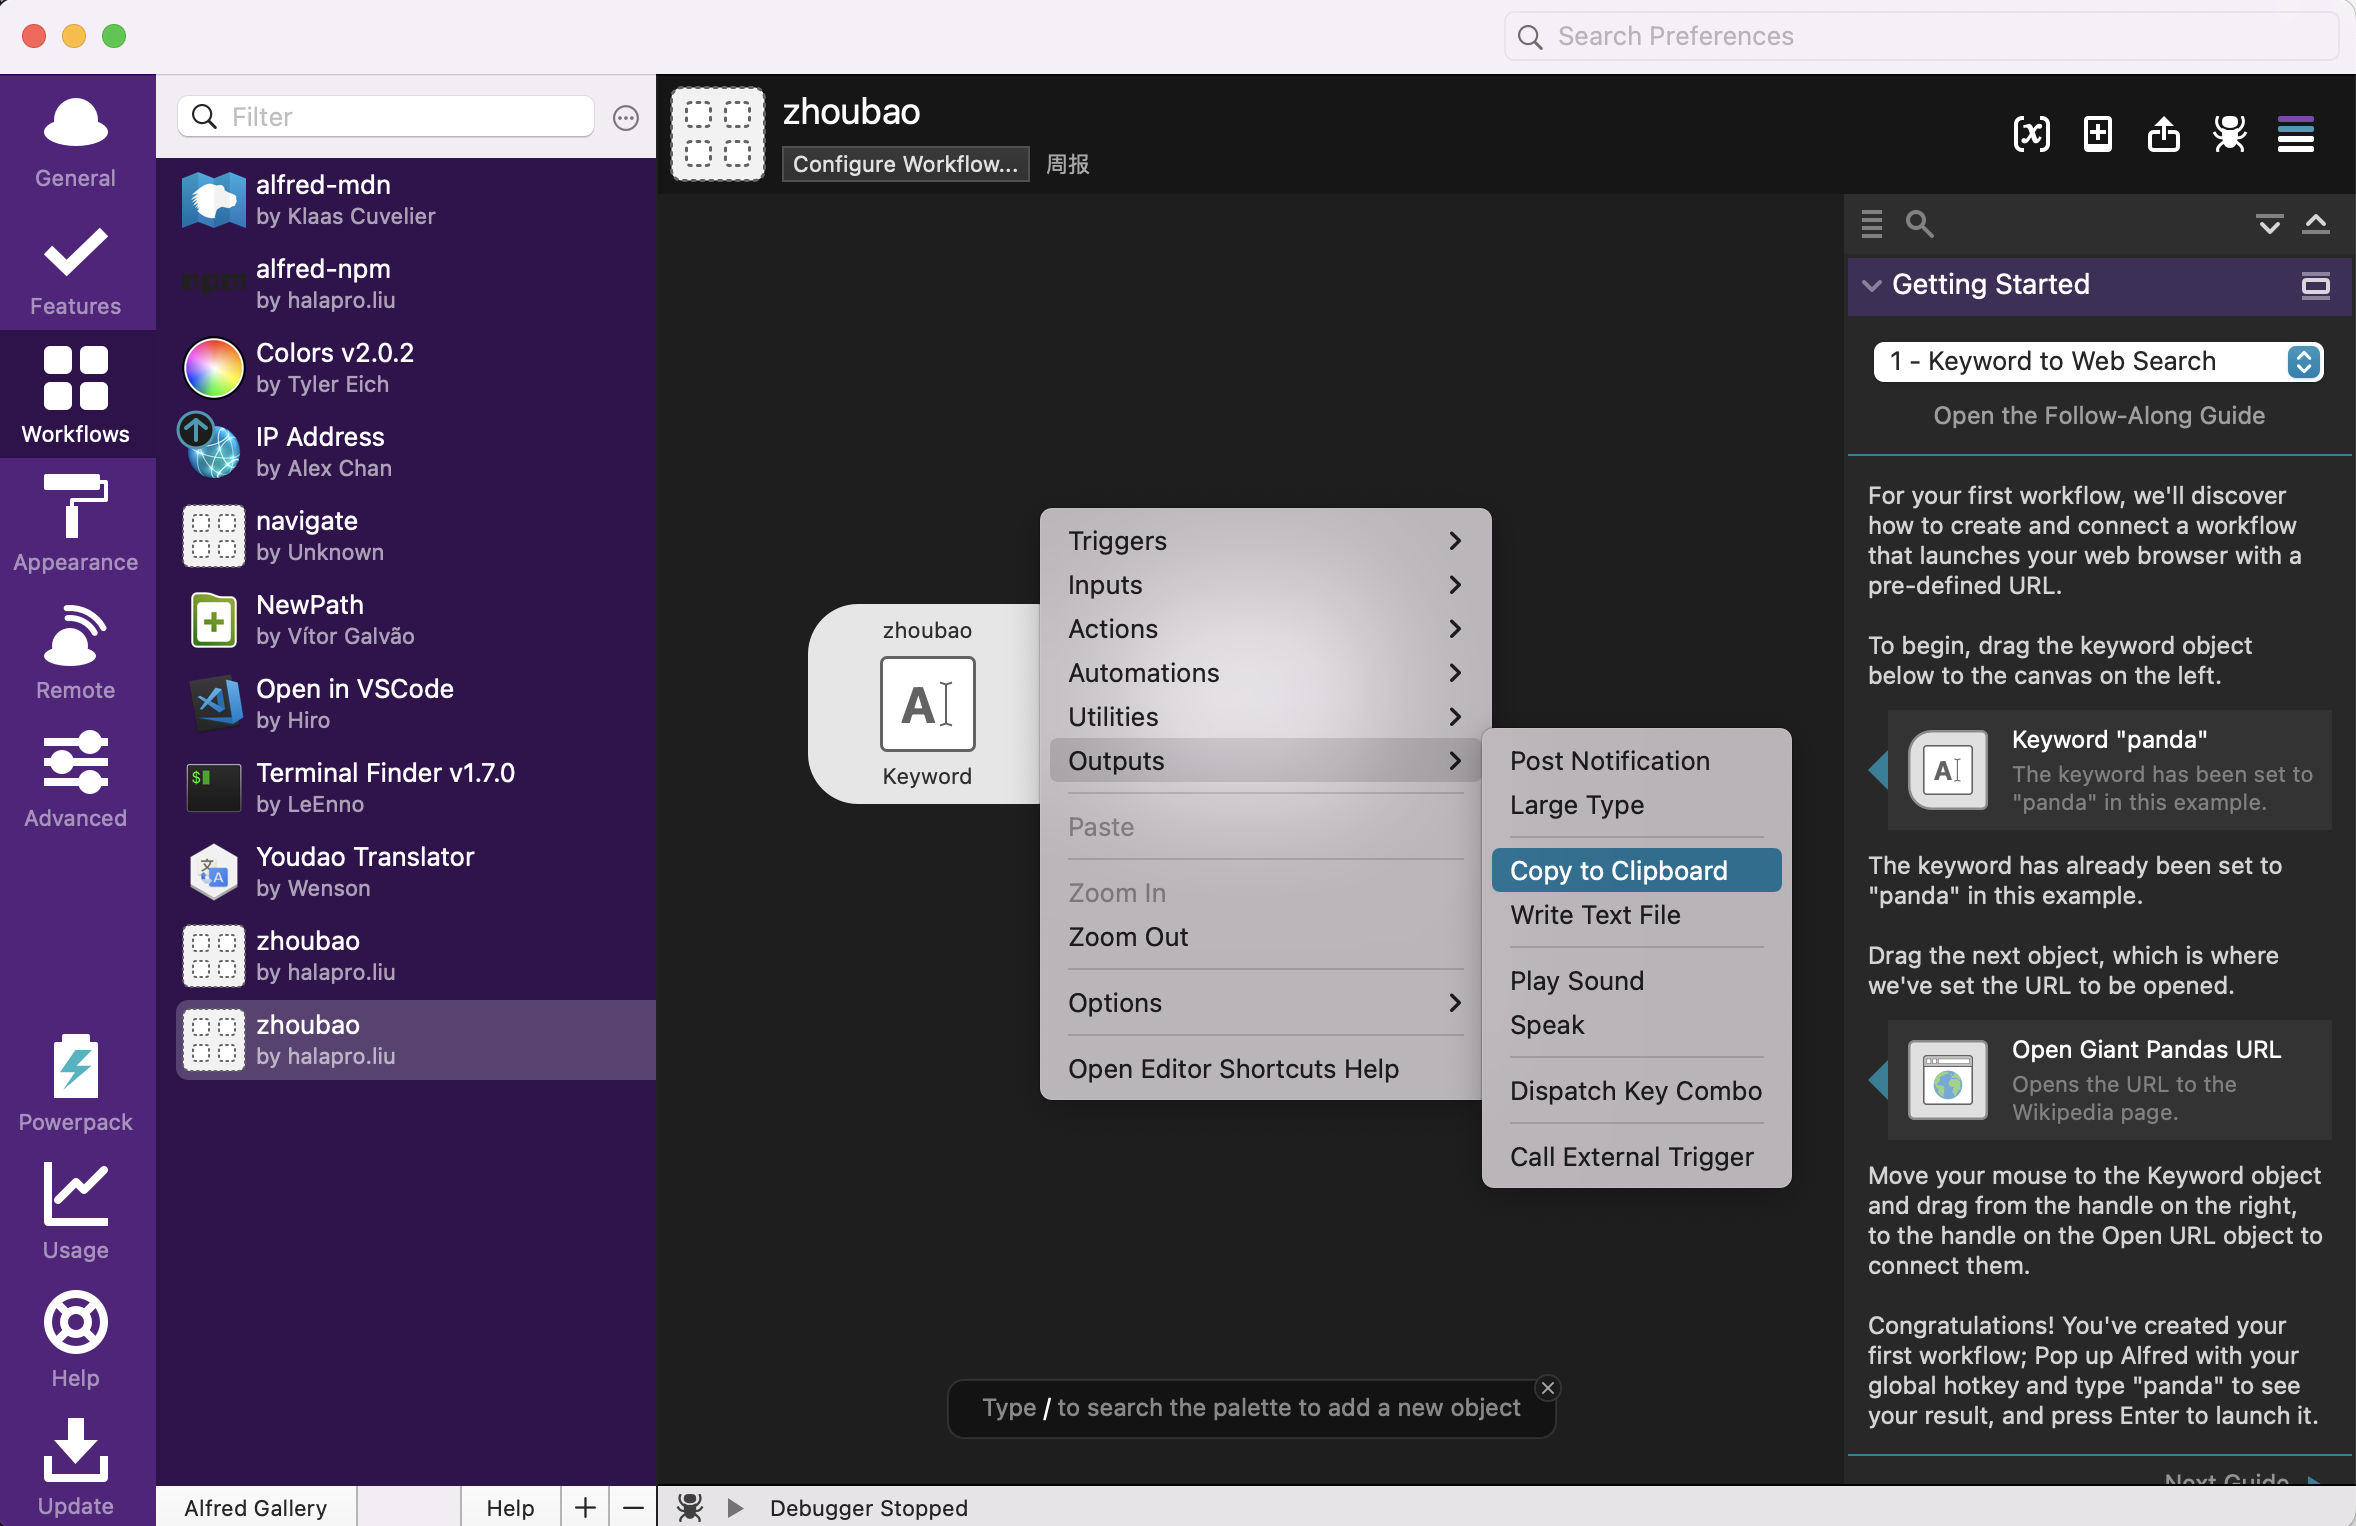 Search Preferences
General
Features
Workflows
Appearance
Remote
Advanced
Powerpack
Usage
Help
Update
Filter
alfred-mdn
by Klaas Cuvelier
npm
alfred-npm
by halapro.liu
Colors v2.0.2
by Tyler Eich
IP Address
by Alex Chan
navigate
by Unknown
NewPath
by Vítor Galvão
Open in VSCode
by Hiro
$
Terminal Finder v1.7.0
by LeEnno
文
A
Youdao Translator
by Wenson
zhoubao
by halapro.liu
zhoubao
by halapro.liu
Alfred Gallery
Help
+
−
zhoubao
Configure Workflow...
周报
{x}
zhoubao
A
Keyword
Triggers
Inputs
Actions
Automations
Utilities
Outputs
Paste
Zoom In
Zoom Out
Options
Open Editor Shortcuts Help
Post Notification
Large Type
Copy to Clipboard
Write Text File
Play Sound
Speak
Dispatch Key Combo
Call External Trigger
Type / to search the palette to add a new object
Debugger Stopped
Getting Started
1 - Keyword to Web Search
Open the Follow-Along Guide
For your first workflow, we'll discover
how to create and connect a workflow
that launches your web browser with a
pre-defined URL.
To begin, drag the keyword object
below to the canvas on the left.
A
Keyword "panda"
The keyword has been set to
"panda" in this example.
The keyword has already been set to
"panda" in this example.
Drag the next object, which is where
we've set the URL to be opened.
Open Giant Pandas URL
Opens the URL to the
Wikipedia page.
Move your mouse to the Keyword object
and drag from the handle on the right,
to the handle on the Open URL object to
connect them.
Congratulations! You've created your
first workflow; Pop up Alfred with your
global hotkey and type "panda" to see
your result, and press Enter to launch it.
Next Guide